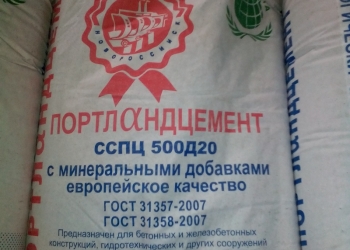 НОВОРОССИЙСК
ПОРТЛАНДЦЕМЕНТ
ССПЦ 500Д20
с минеральными добавками
европейское качество
ГОСТ 31357-2007
ГОСТ 31358-2007
Предназначен для бетонных и железобетонных
конструкций, гидротехнических и других сооружений